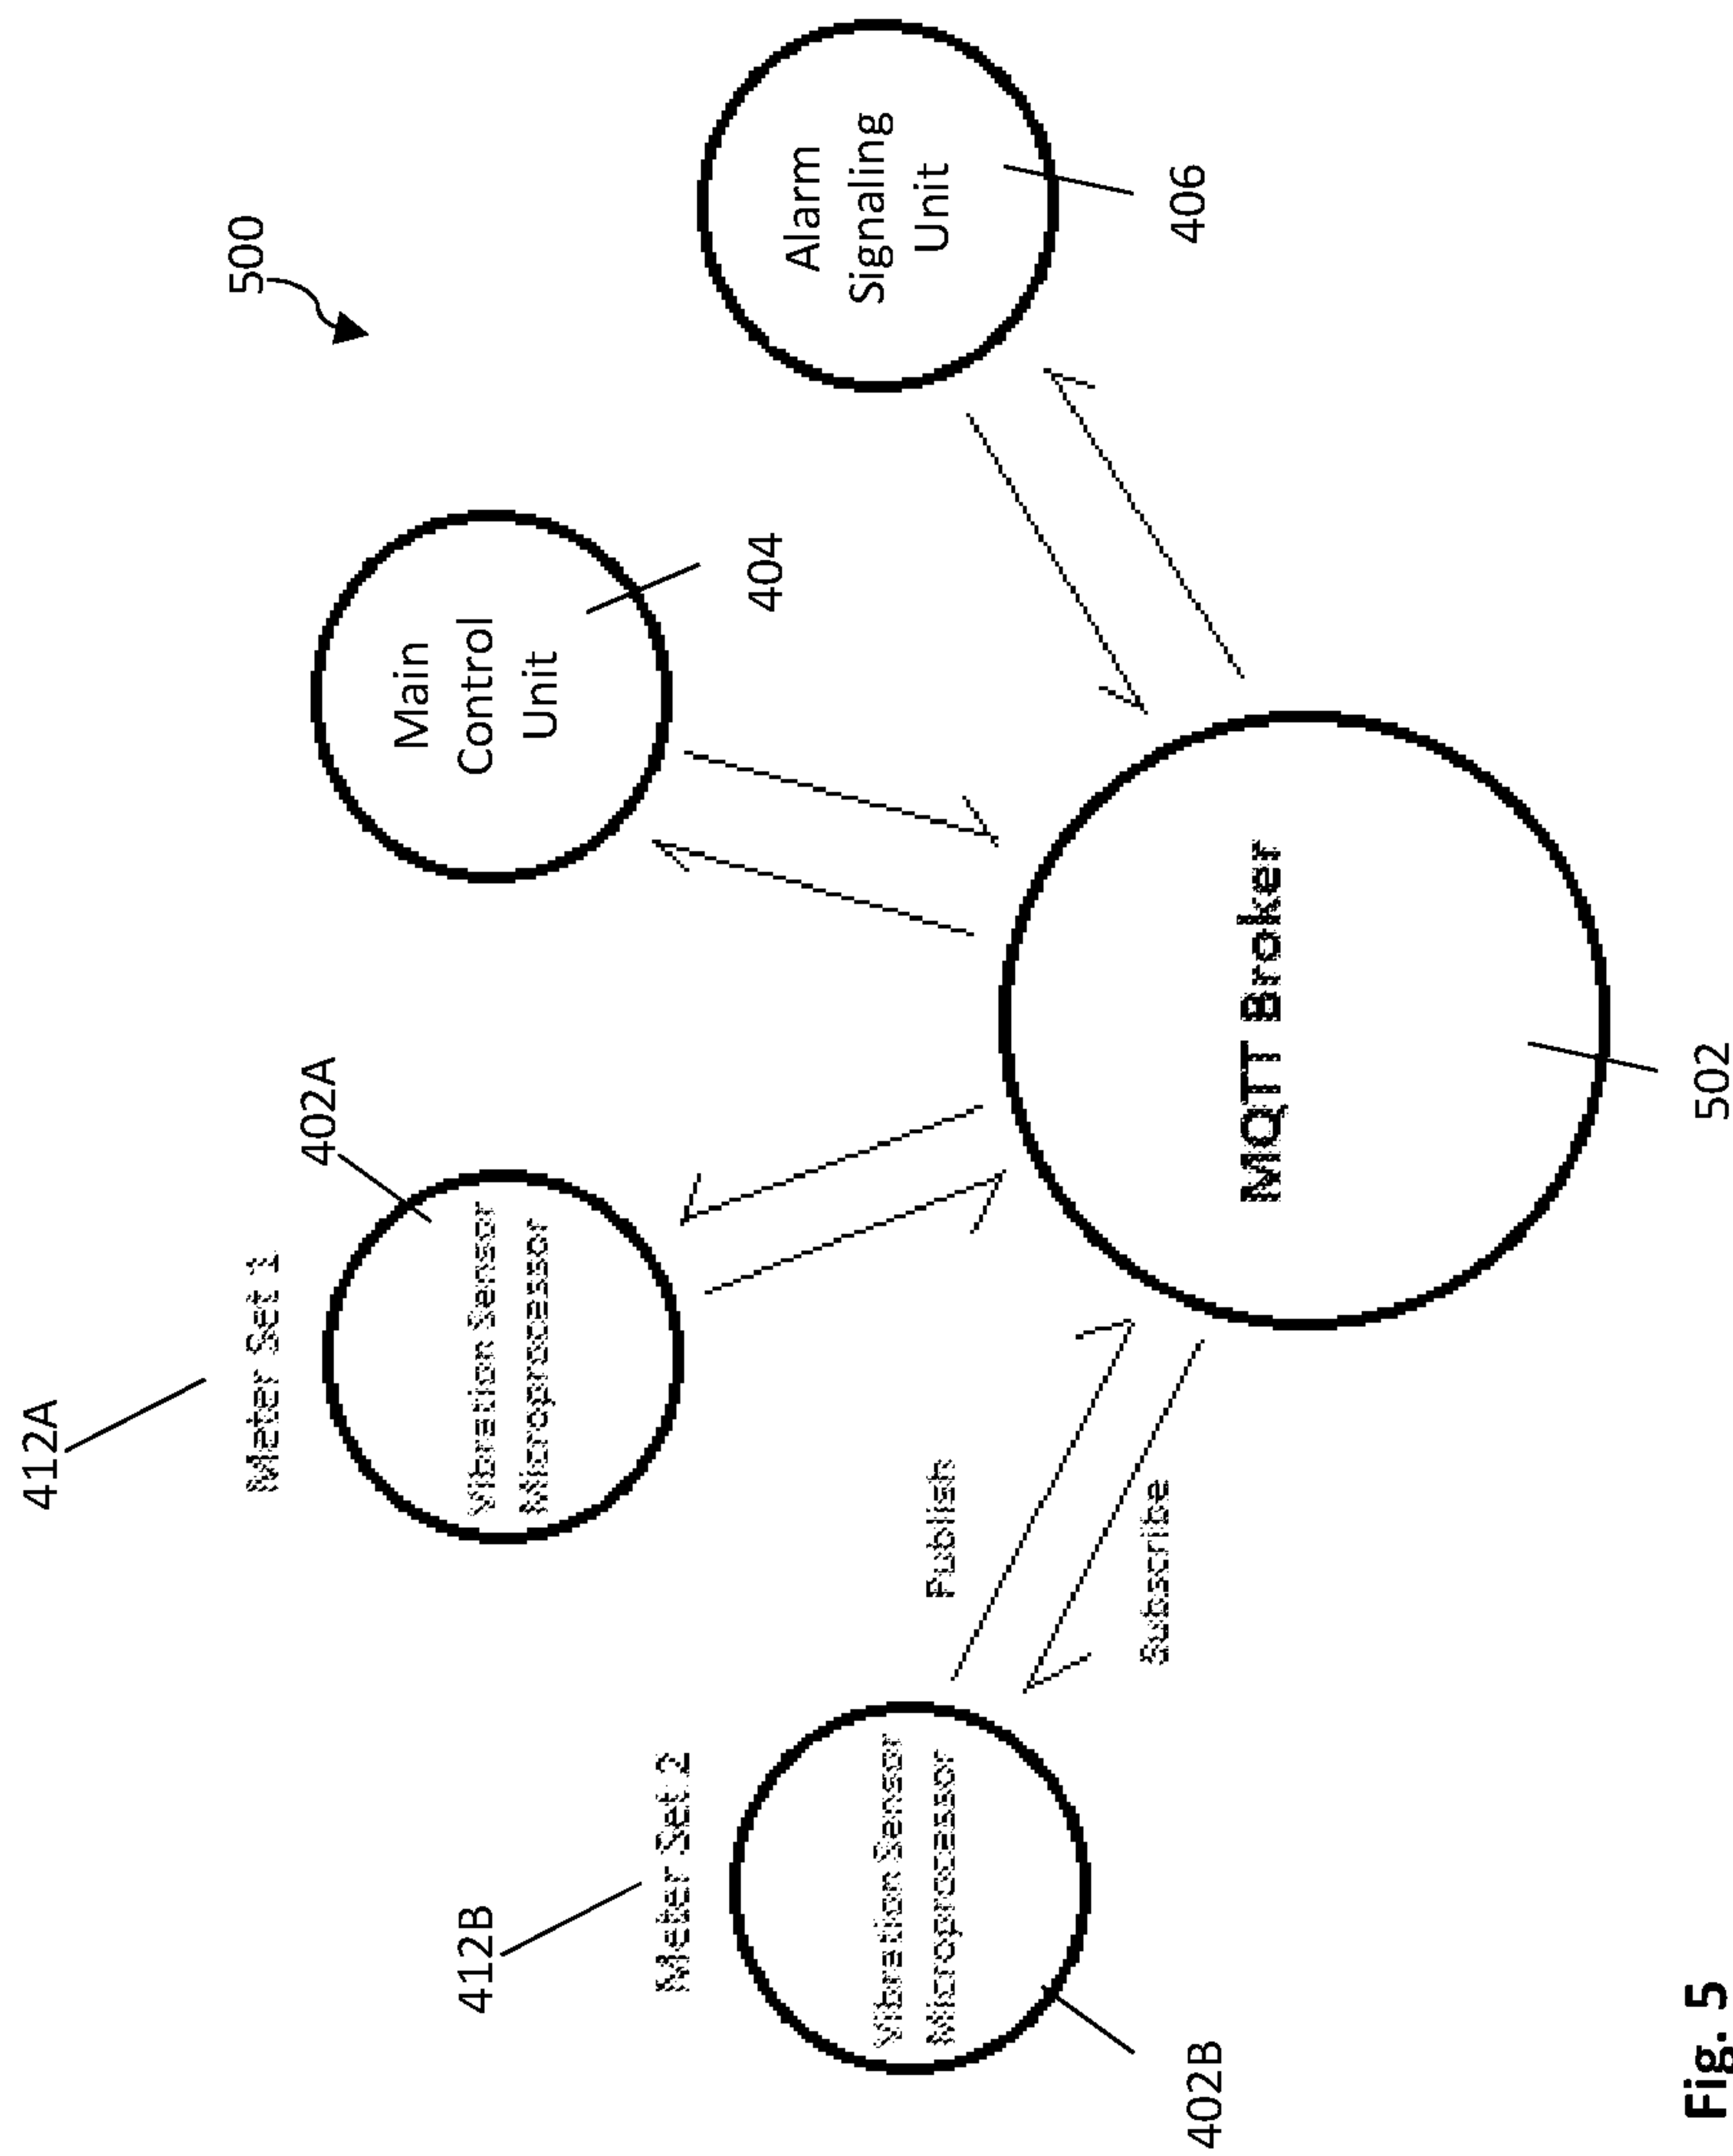 500
412A
Meter Set 1
402A
Vibration Sensor
Microprocessor
Main
Control
Unit
404
412B
Meter Set 2
Vibration Sensor
Microprocessor
402B
Alarm
Signaling
Unit
406
Publish
Subscribe
MQTT Broker
502
Fig. 5